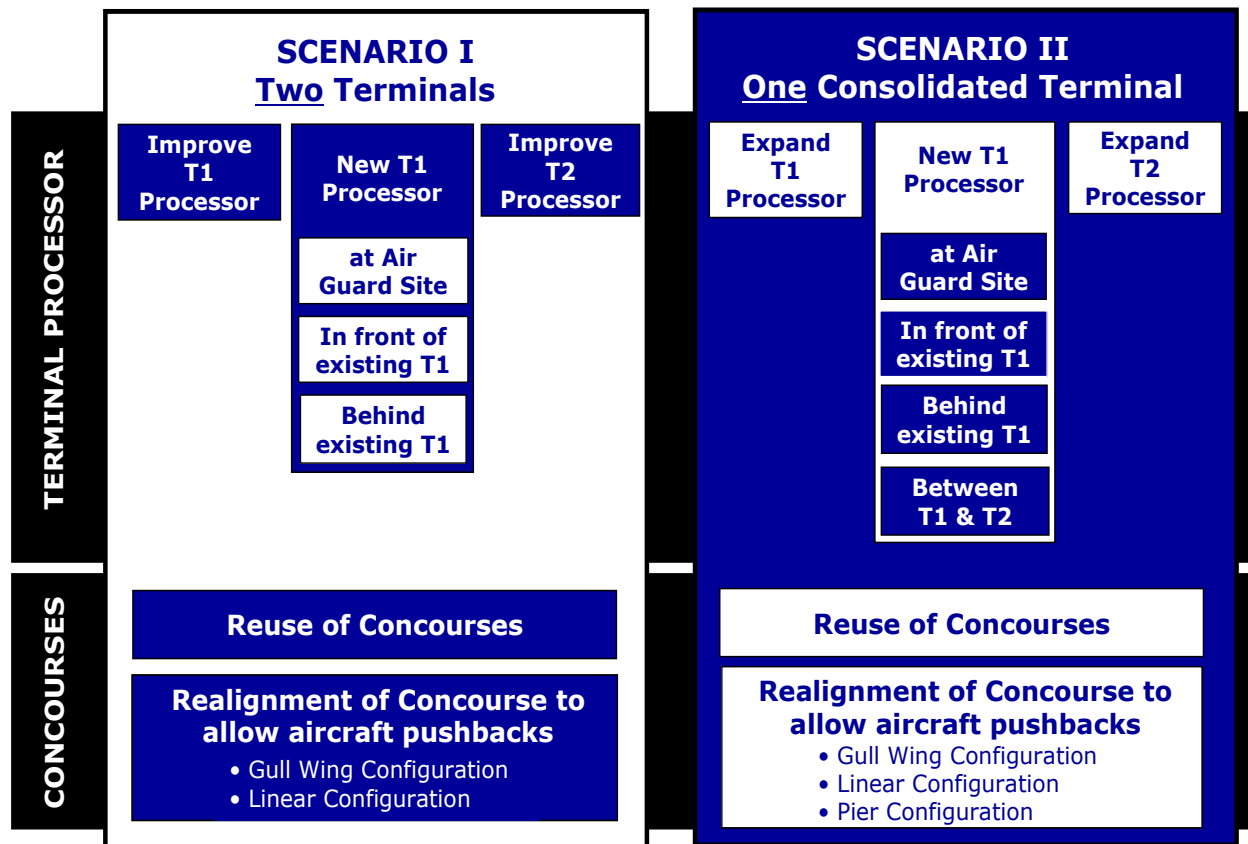 SCENARIO I
Two Terminals
SCENARIO II
One Consolidated Terminal
TERMINAL PROCESSOR
Improve
T1
Processor
New T1
Processor
at Air
Guard Site
In front of
existing T1
Behind
existing T1
Improve
T2
Processor
Expand
T1
Processor
New T1
Processor
at Air
Guard Site
In front of
existing T1
Behind
existing T1
Between
T1 & T2
Expand
T2
Processor
CONCOURSES
Reuse of Concourses
Realignment of Concourse to
allow aircraft pushbacks
• Gull Wing Configuration
• Linear Configuration
Reuse of Concourses
Realignment of Concourse to
allow aircraft pushbacks
• Gull Wing Configuration
• Linear Configuration
• Pier Configuration